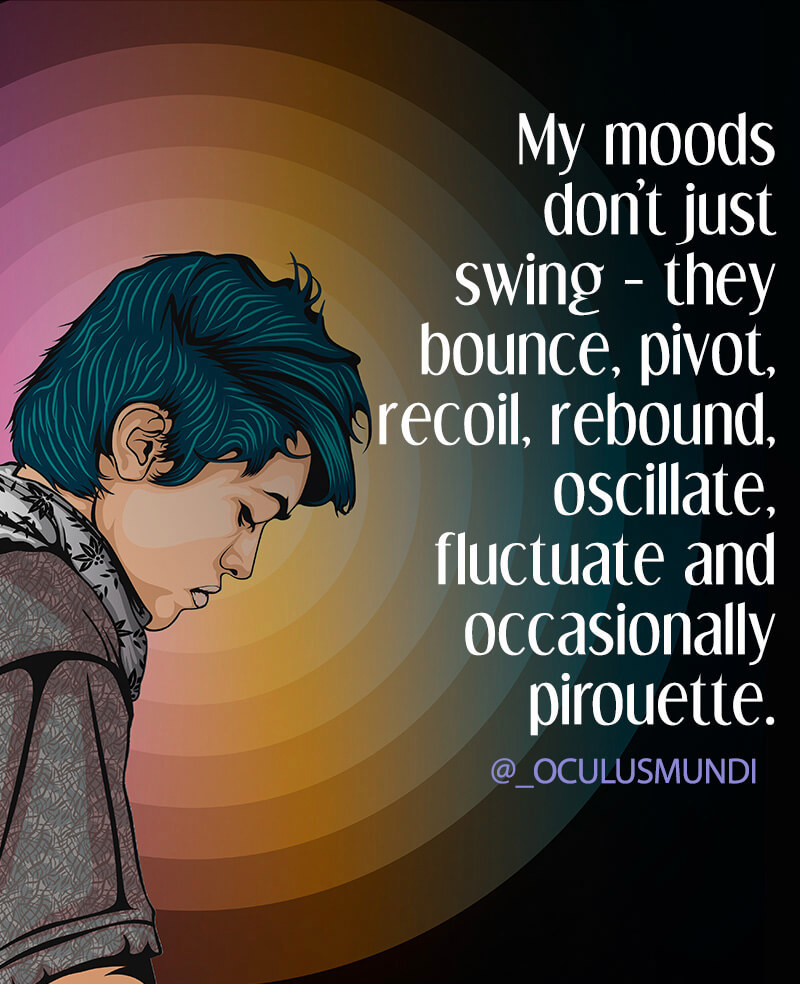 My moods
don't just
swing - they
bounce, pivot,
recoil, rebound,
oscillate,
fluctuate and
occasionally
pirouette.
@_OCULUSMUNDI